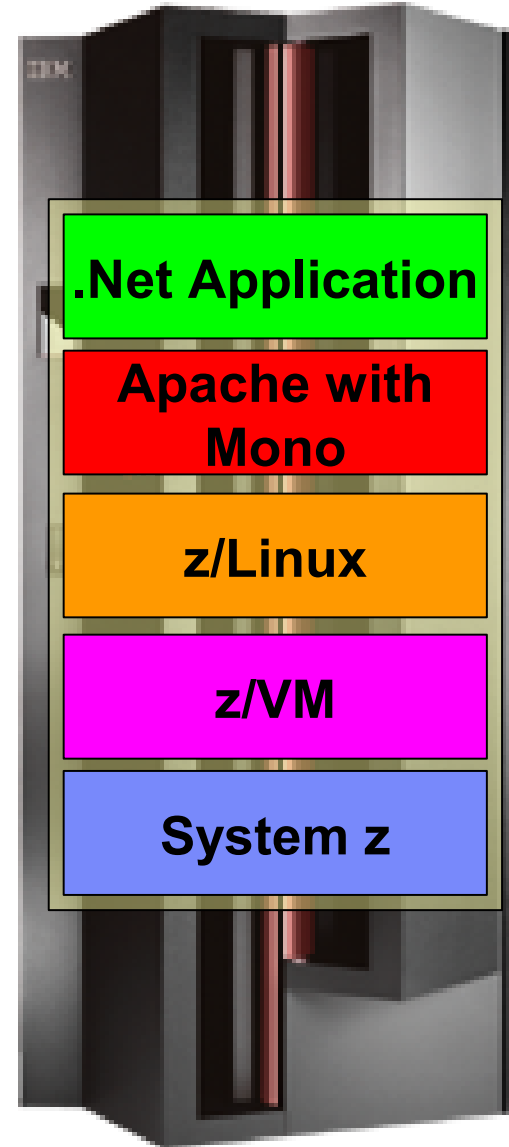 IBM
.Net Application
Apache with
Mono
z/Linux
z/VM
System z